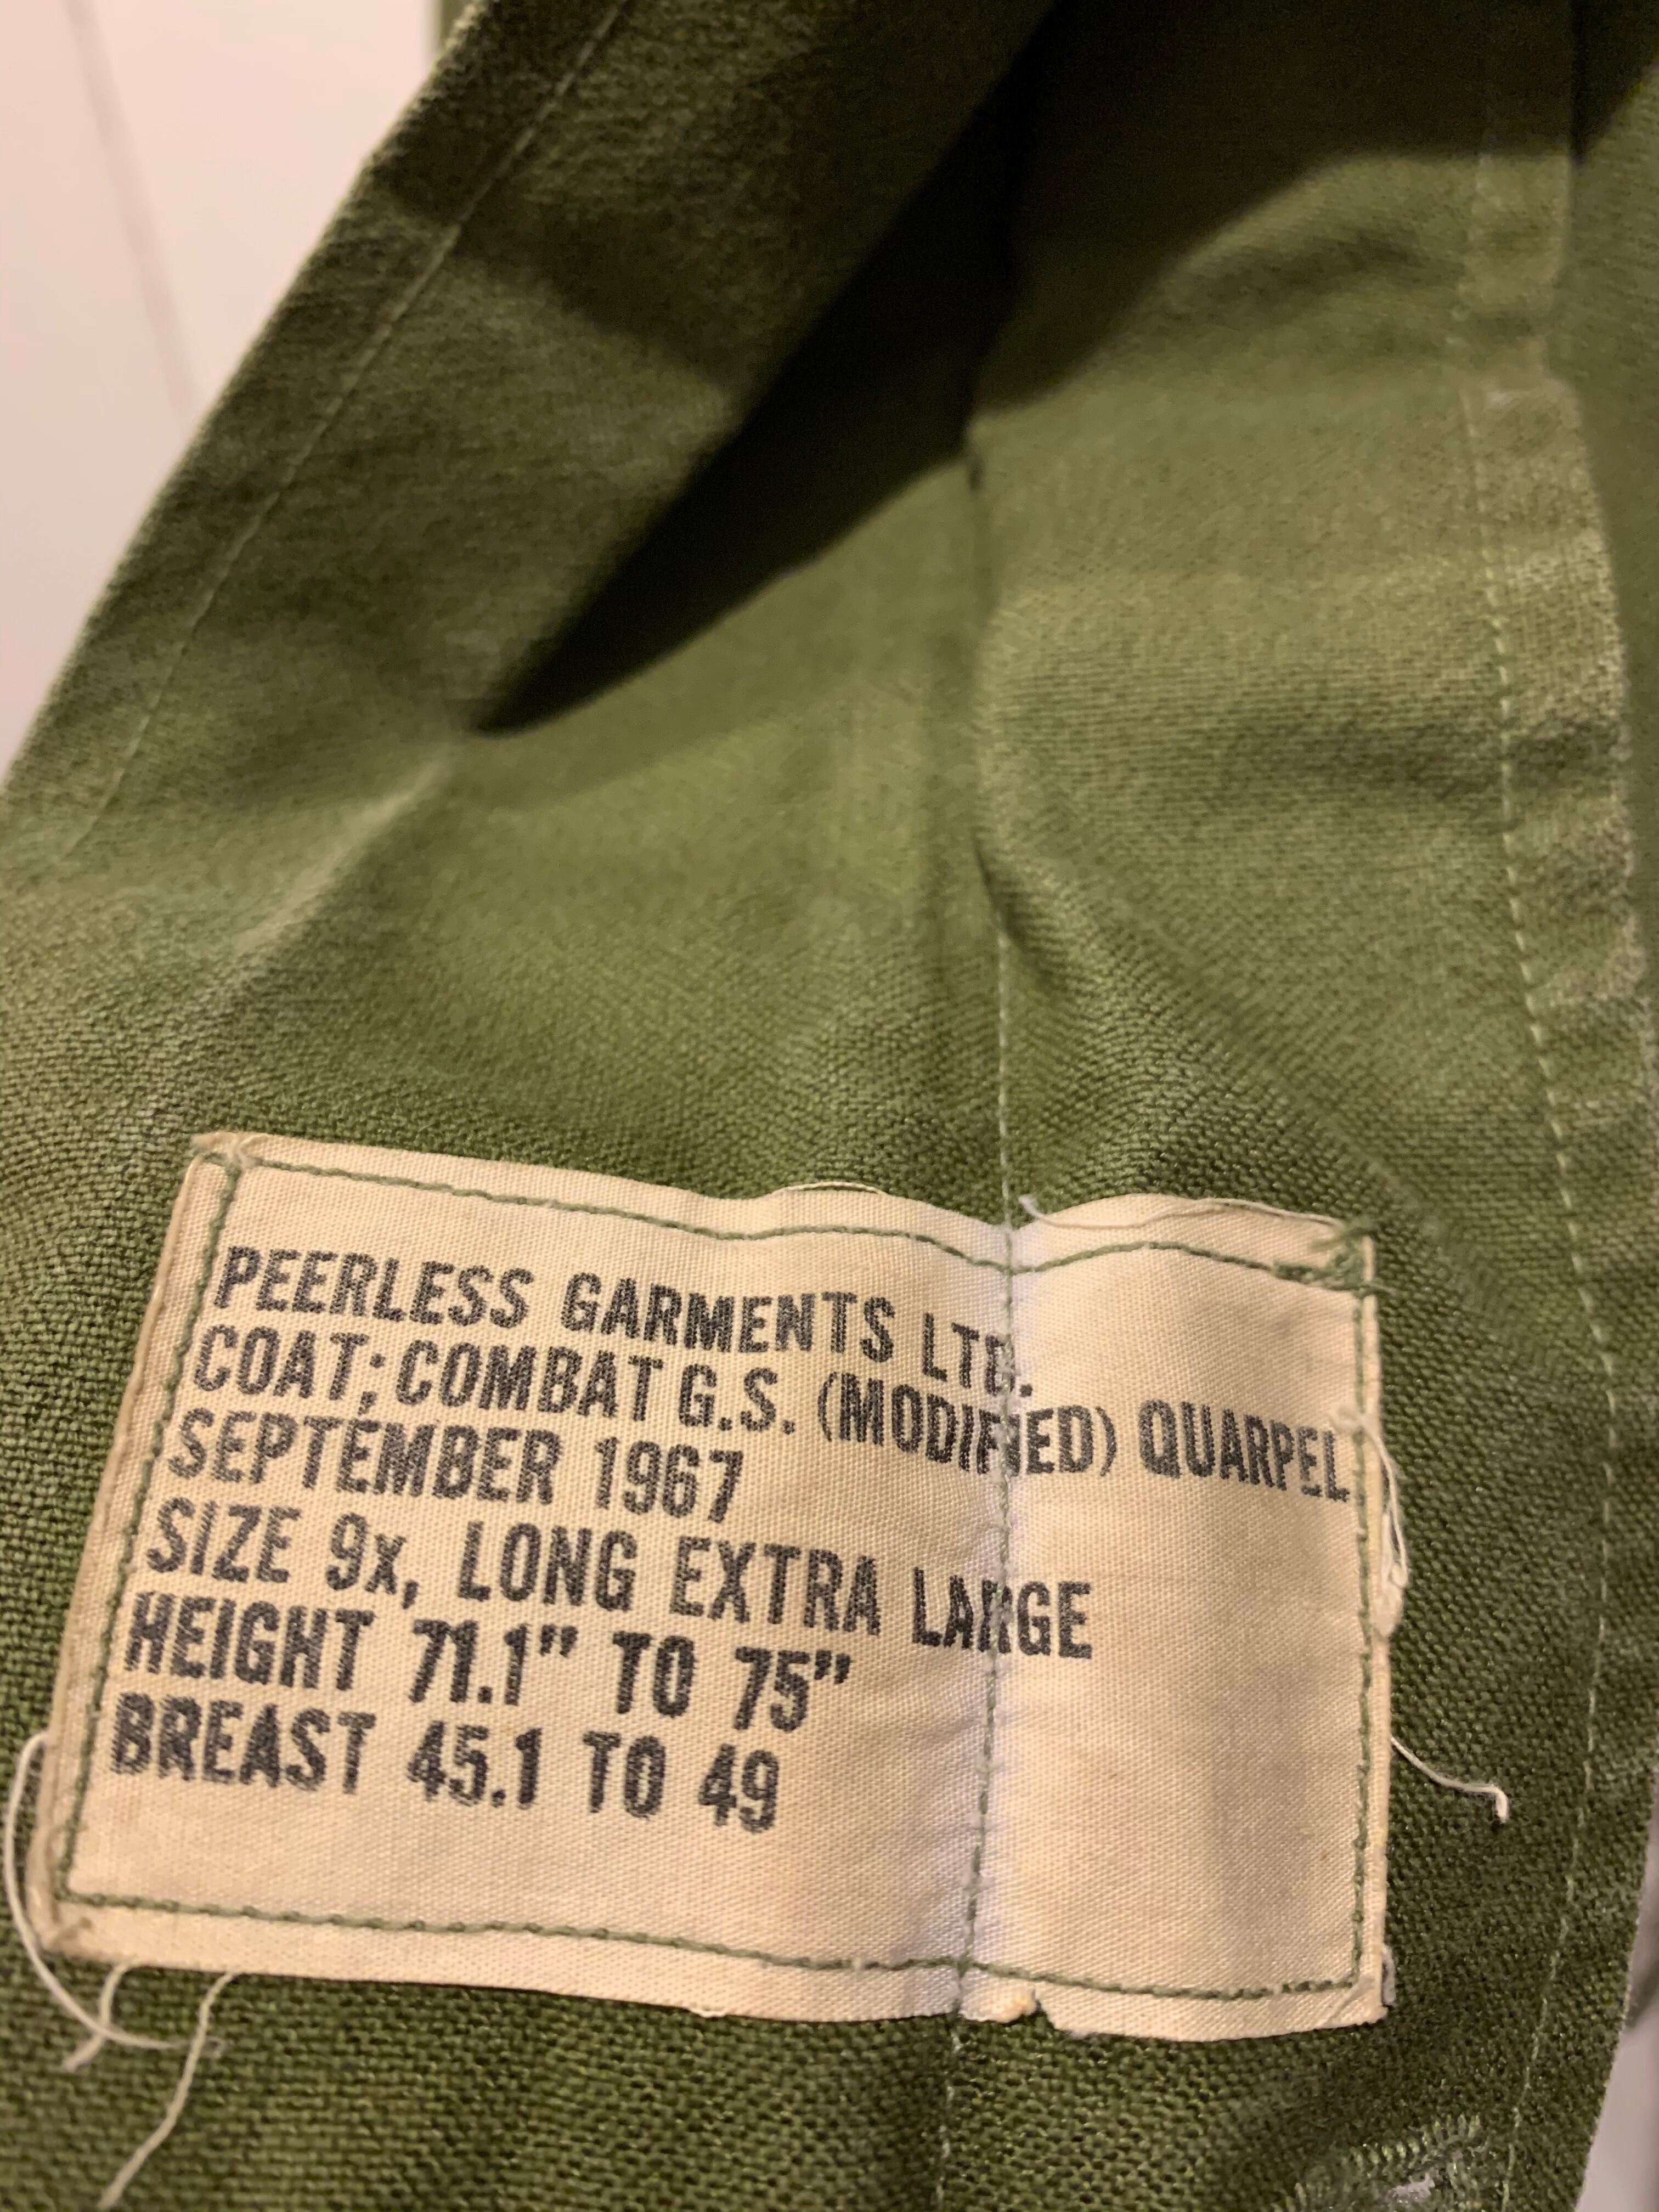 PEERLESS GARMENTS LTD.
COAT; COMBAT G.S. (MODIFIED) QUARPEL
SEPTEMBER 1967
SIZE 9x, LONG EXTRA LARGE
HEIGHT 71.1" TO 75"
BREAST 45.1 TO 49